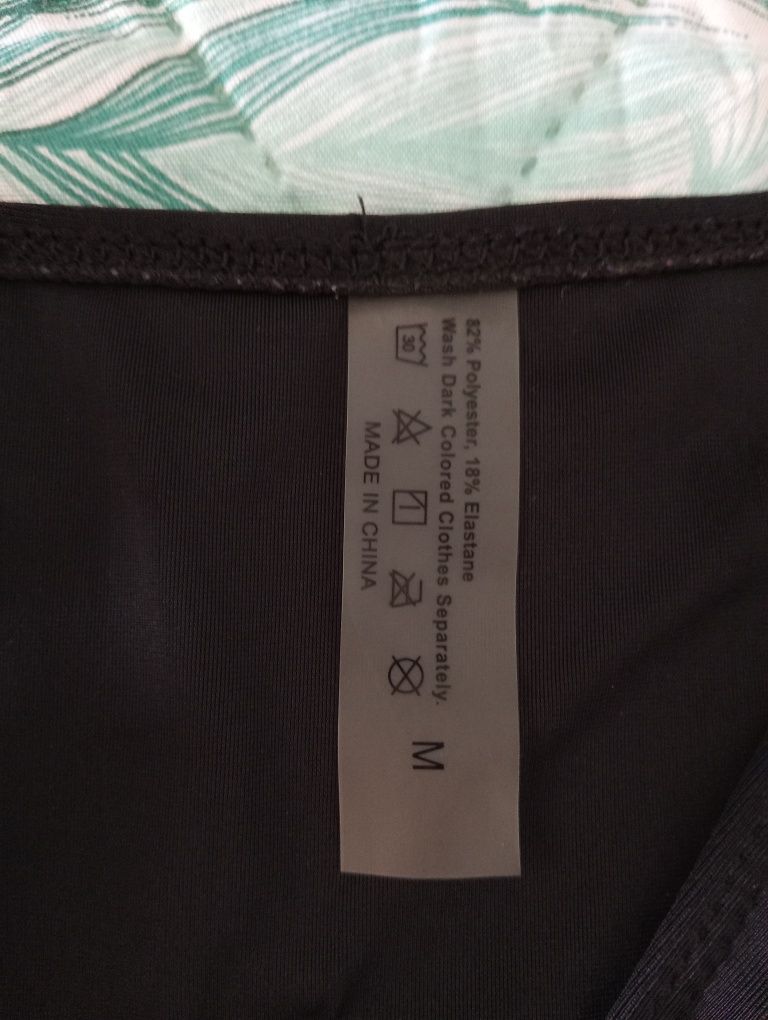 82% Polyester, 18% Elastane
Wash Dark Colored Clothes Separately.
30
MADE IN CHINA
M